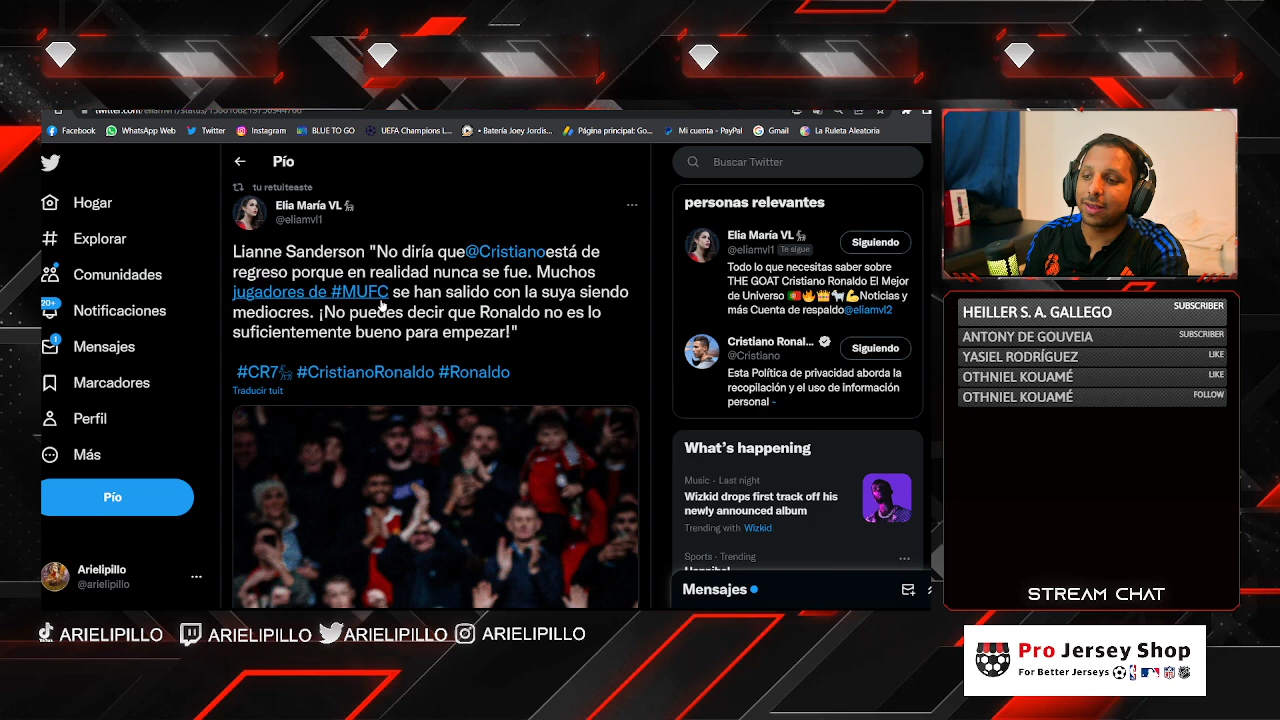 Facebook
WhatsApp Web
Twitter
Instagram
BLUE TO GO
UEFA Champions L...
• Batería Joey Jordis...
Página principal: Go...
Mi cuenta - PayPal
Gmail
La Ruleta Aleatoria
Hogar
Explorar
Comunidades
20+
Notificaciones
1
Mensajes
Marcadores
Perfil
Más
Pío
Arielipillo
@arielipillo
Pío
tu retuiteaste
Elia María VL
@eliamvl1
Lianne Sanderson "No diría que@Cristianoestá de
regreso porque en realidad nunca se fue. Muchos
jugadores de #MUFC se han salido con la suya siendo
mediocres. ¡No puedes decir que Ronaldo no es lo
suficientemente bueno para empezar!"
#CR7 #CristianoRonaldo #Ronaldo
Traducir tuit
Buscar Twitter
personas relevantes
Elia María VL
@eliamvl1 Te sigue
Siguiendo
Todo lo que necesitas saber sobre
THE GOAT Cristiano Ronaldo El Mejor
de Universo Noticias y
más Cuenta de respaldo@eliamvl2
Cristiano Ronal...
@Cristiano
Siguiendo
Esta Política de privacidad aborda la
recopilación y el uso de información
personal -
What's happening
Music · Last night
Wizkid drops first track off his
newly announced album
Trending with Wizkid
Sports · Trending
Mensajes
HEILLER S. A. GALLEGO SUBSCRIBER
ANTONY DE GOUVEIA SUBSCRIBER
YASIEL RODRÍGUEZ LIKE
OTHNIEL KOUAMÉ LIKE
OTHNIEL KOUAMÉ FOLLOW
STREAM CHAT
ARIELIPILLO
ARIELIPILLO
ARIELIPILLO
ARIELIPILLO
Pro Jersey Shop
For Better Jerseys